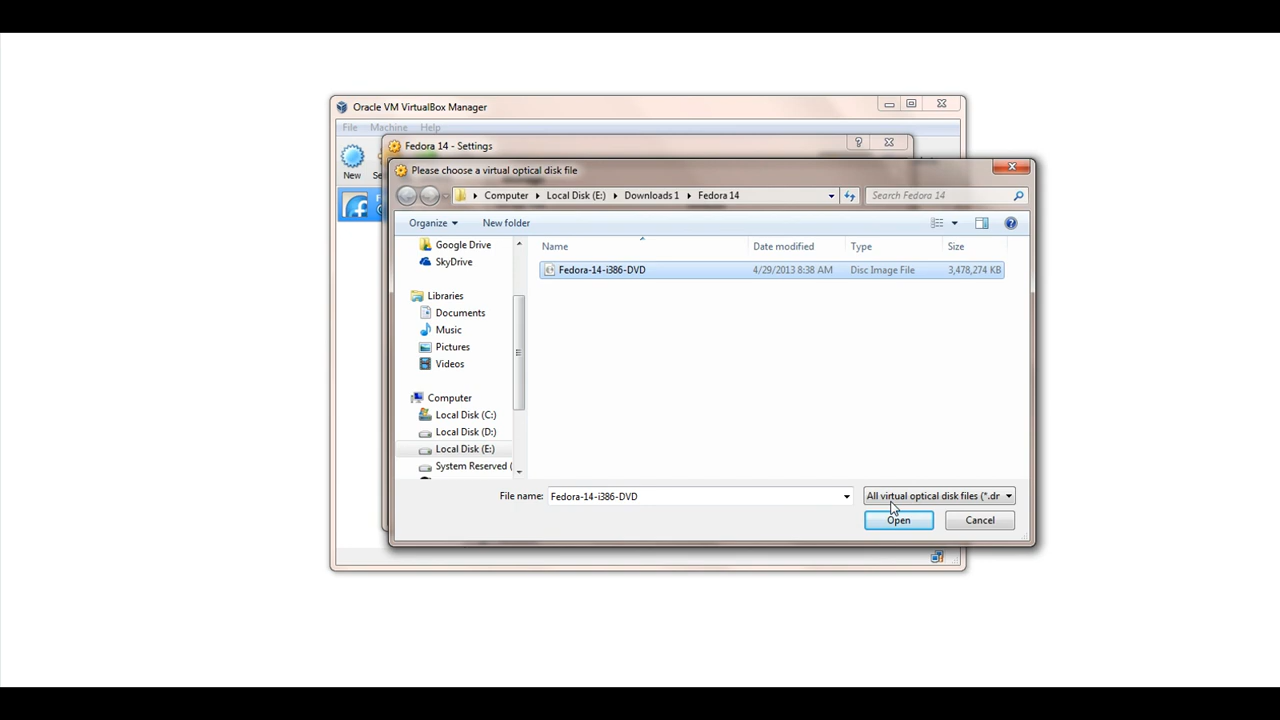 Oracle VM VirtualBox Manager
File Machine Help
Fedora 14 - Settings
New
Please choose a virtual optical disk file
Computer Local Disk (E:) Downloads 1 Fedora 14
Search Fedora 14
Organize New folder
Name Date modified Type Size
Fedora-14-i386-DVD 4/29/2013 8:38 AM Disc Image File 3,478,274 KB
Google Drive
SkyDrive
Libraries
Documents
Music
Pictures
Videos
Computer
Local Disk (C:)
Local Disk (D:)
Local Disk (E:)
System Reserved (
File name: Fedora-14-i386-DVD All virtual optical disk files (*.dr
Open Cancel